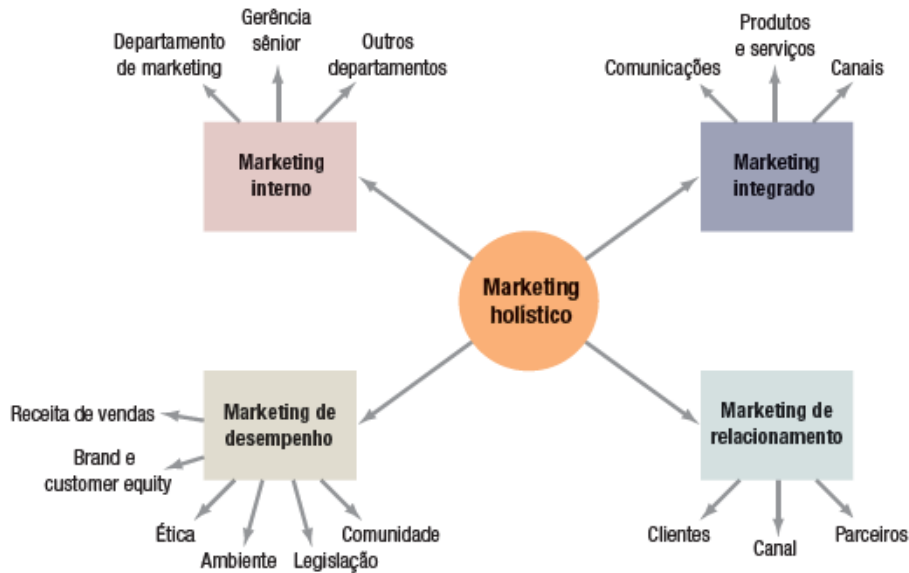 Departamento
de marketing
Gerência
sênior
Outros
departamentos
Marketing
interno
Comunicações
Produtos
e serviços
Canais
Marketing
integrado
Marketing
holístico
Marketing de
desempenho
Receita de vendas
Brand e
customer equity
Ética
Ambiente
Legislação
Comunidade
Marketing de
relacionamento
Clientes
Canal
Parceiros